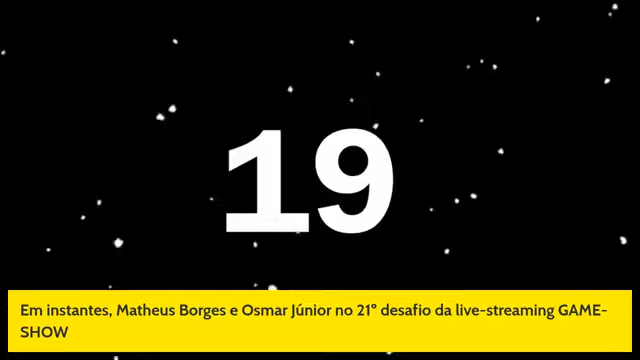 19
Em instantes, Matheus Borges e Osmar Júnior no 21º desafio da live-streaming GAME-
SHOW